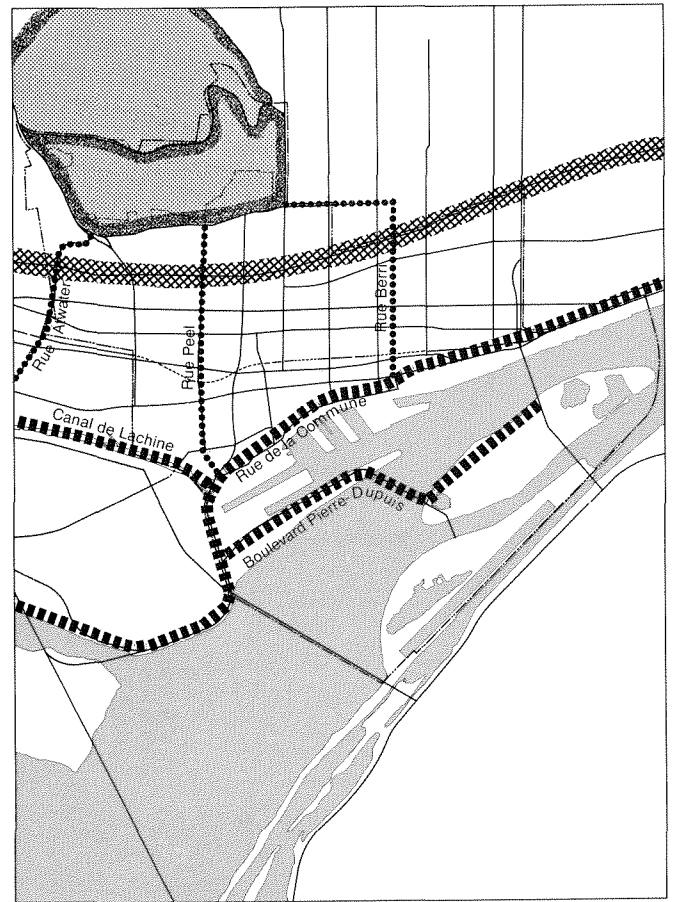 Rue Berri
Rue Atwater
Rue Peel
Canal de Lachine
Rue de la Commune
Boulevard Pierre-Dupuis